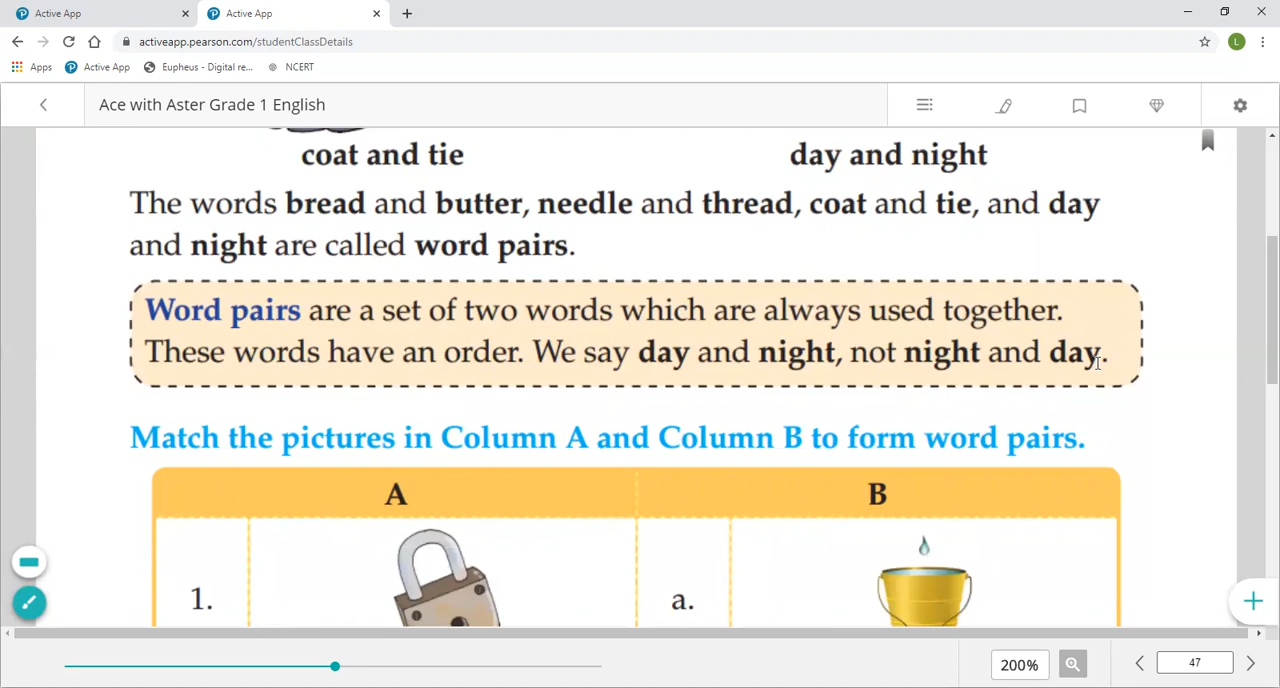 Active App
Active App
activeapp.pearson.com/studentClassDetails
L
Apps
Active App
Eupheus - Digital re...
NCERT
Ace with Aster Grade 1 English
coat and tie
day and night
The words bread and butter, needle and thread, coat and tie, and day
and night are called word pairs.
Word pairs are a set of two words which are always used together.
These words have an order. We say day and night, not night and day.
Match the pictures in Column A and Column B to form word pairs.
A
B
1.
a.
200%
47